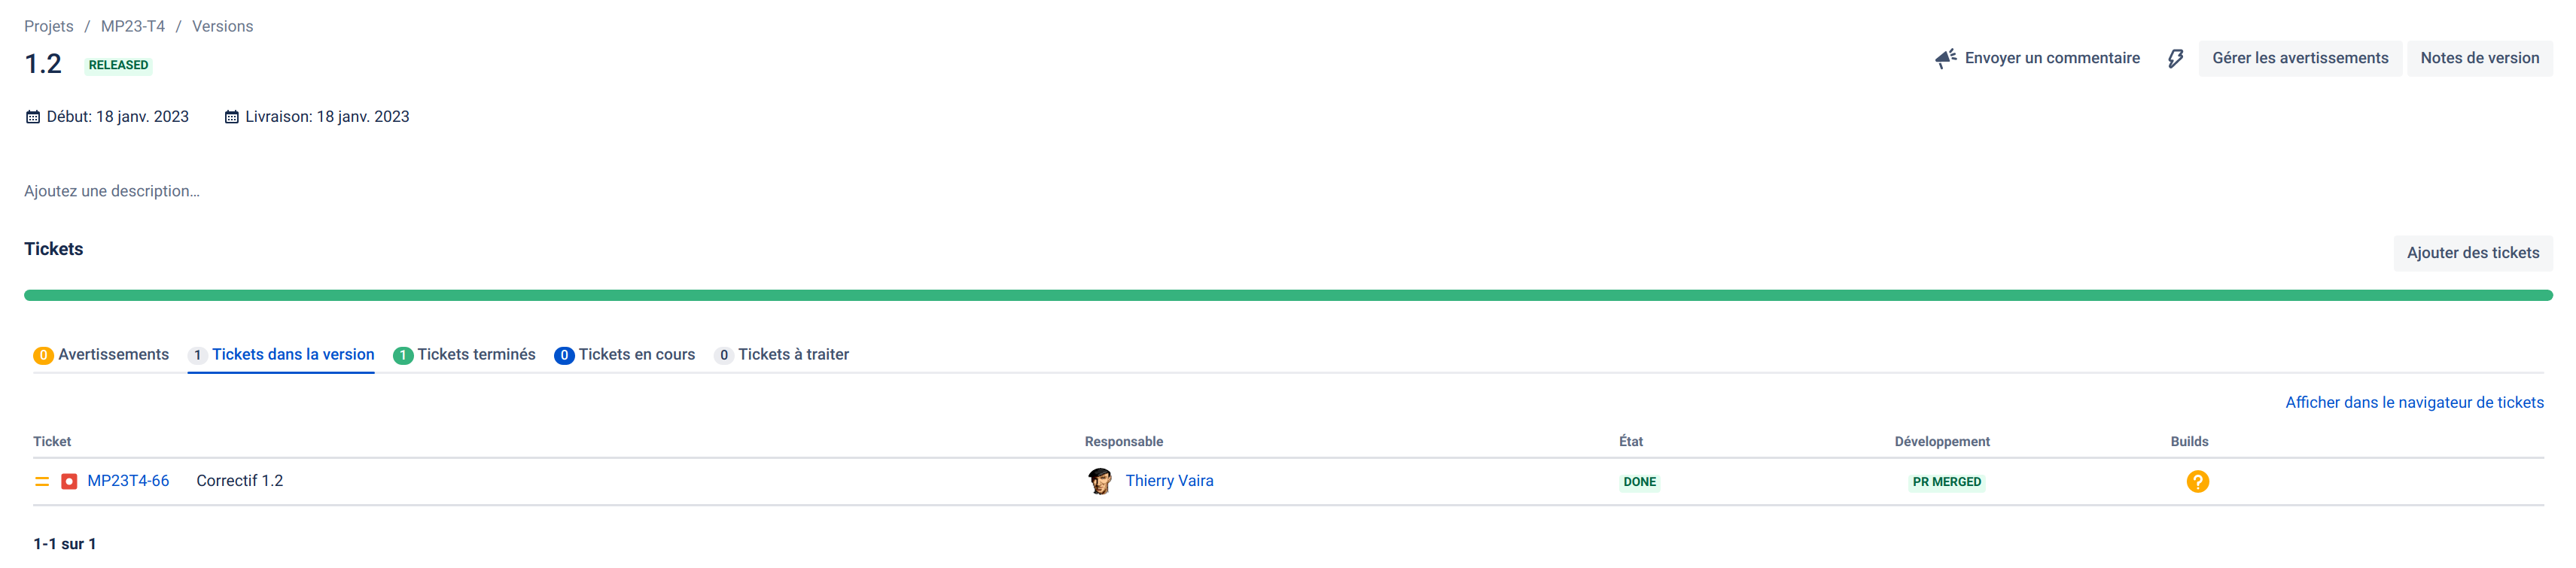 Projets / MP23-T4 / Versions
1.2 RELEASED
Envoyer un commentaire Gérer les avertissements Notes de version
Début: 18 janv. 2023 Livraison: 18 janv. 2023
Ajoutez une description...
Tickets
Ajouter des tickets
0 Avertissements 1 Tickets dans la version 1 Tickets terminés 0 Tickets en cours 0 Tickets à traiter
Afficher dans le navigateur de tickets
Ticket Responsable État Développement Builds
MP23T4-66 Correctif 1.2 Thierry Vaira DONE PR MERGED ?
1-1 sur 1